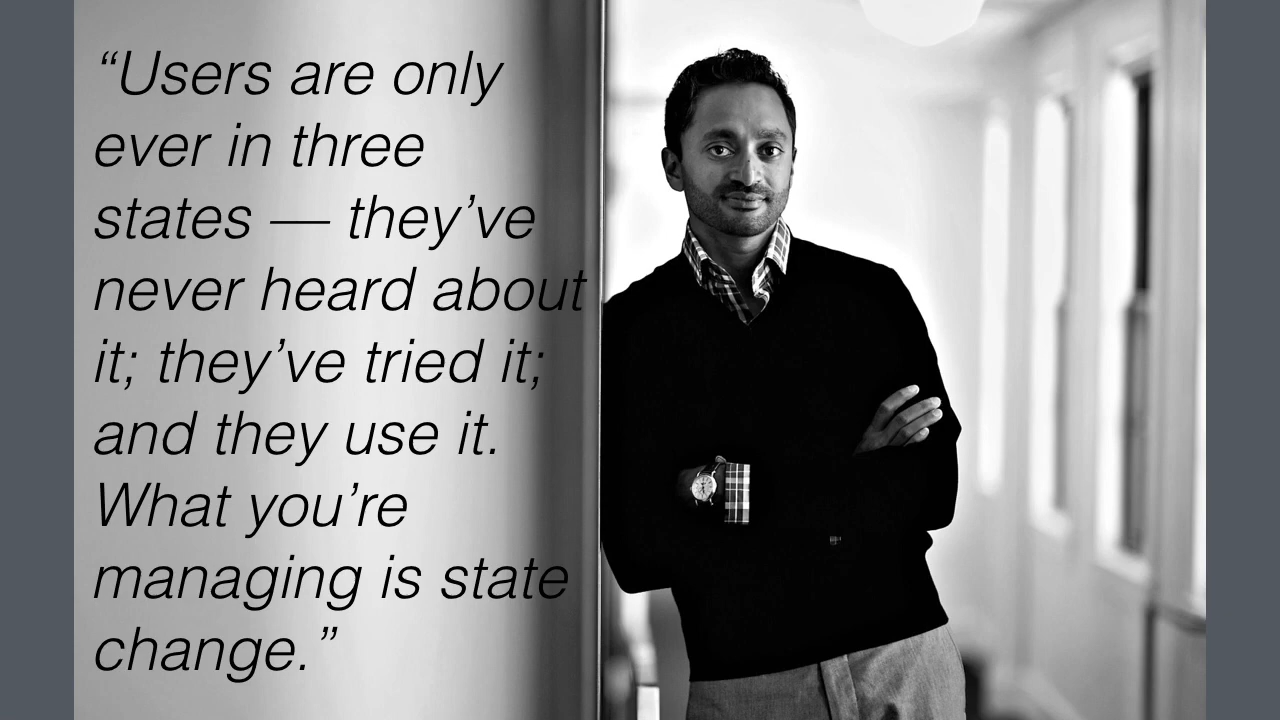 “Users are only
ever in three
states — they’ve
never heard about
it; they’ve tried it;
and they use it.
What you’re
managing is state
change.”